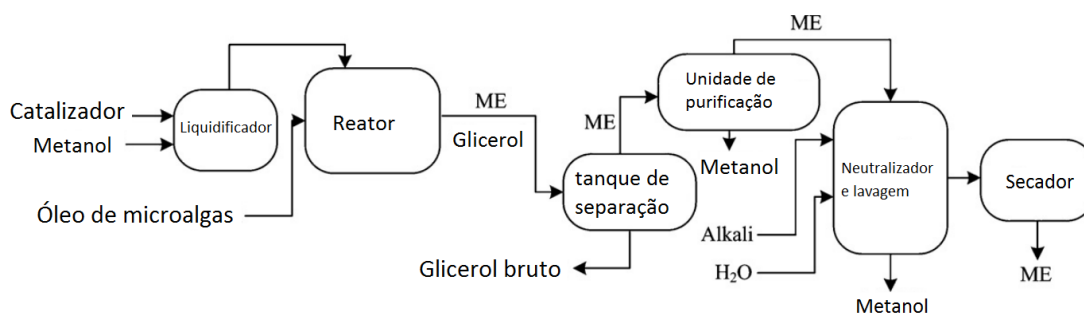 Catalizador
Metanol
Liquidificador
Óleo de microalgas
Reator
ME
Glicerol
tanque de
separação
Glicerol bruto
ME
Unidade de
purificação
Metanol
ME
Alkali
H₂O
Neutralizador
e lavagem
Metanol
Secador
ME